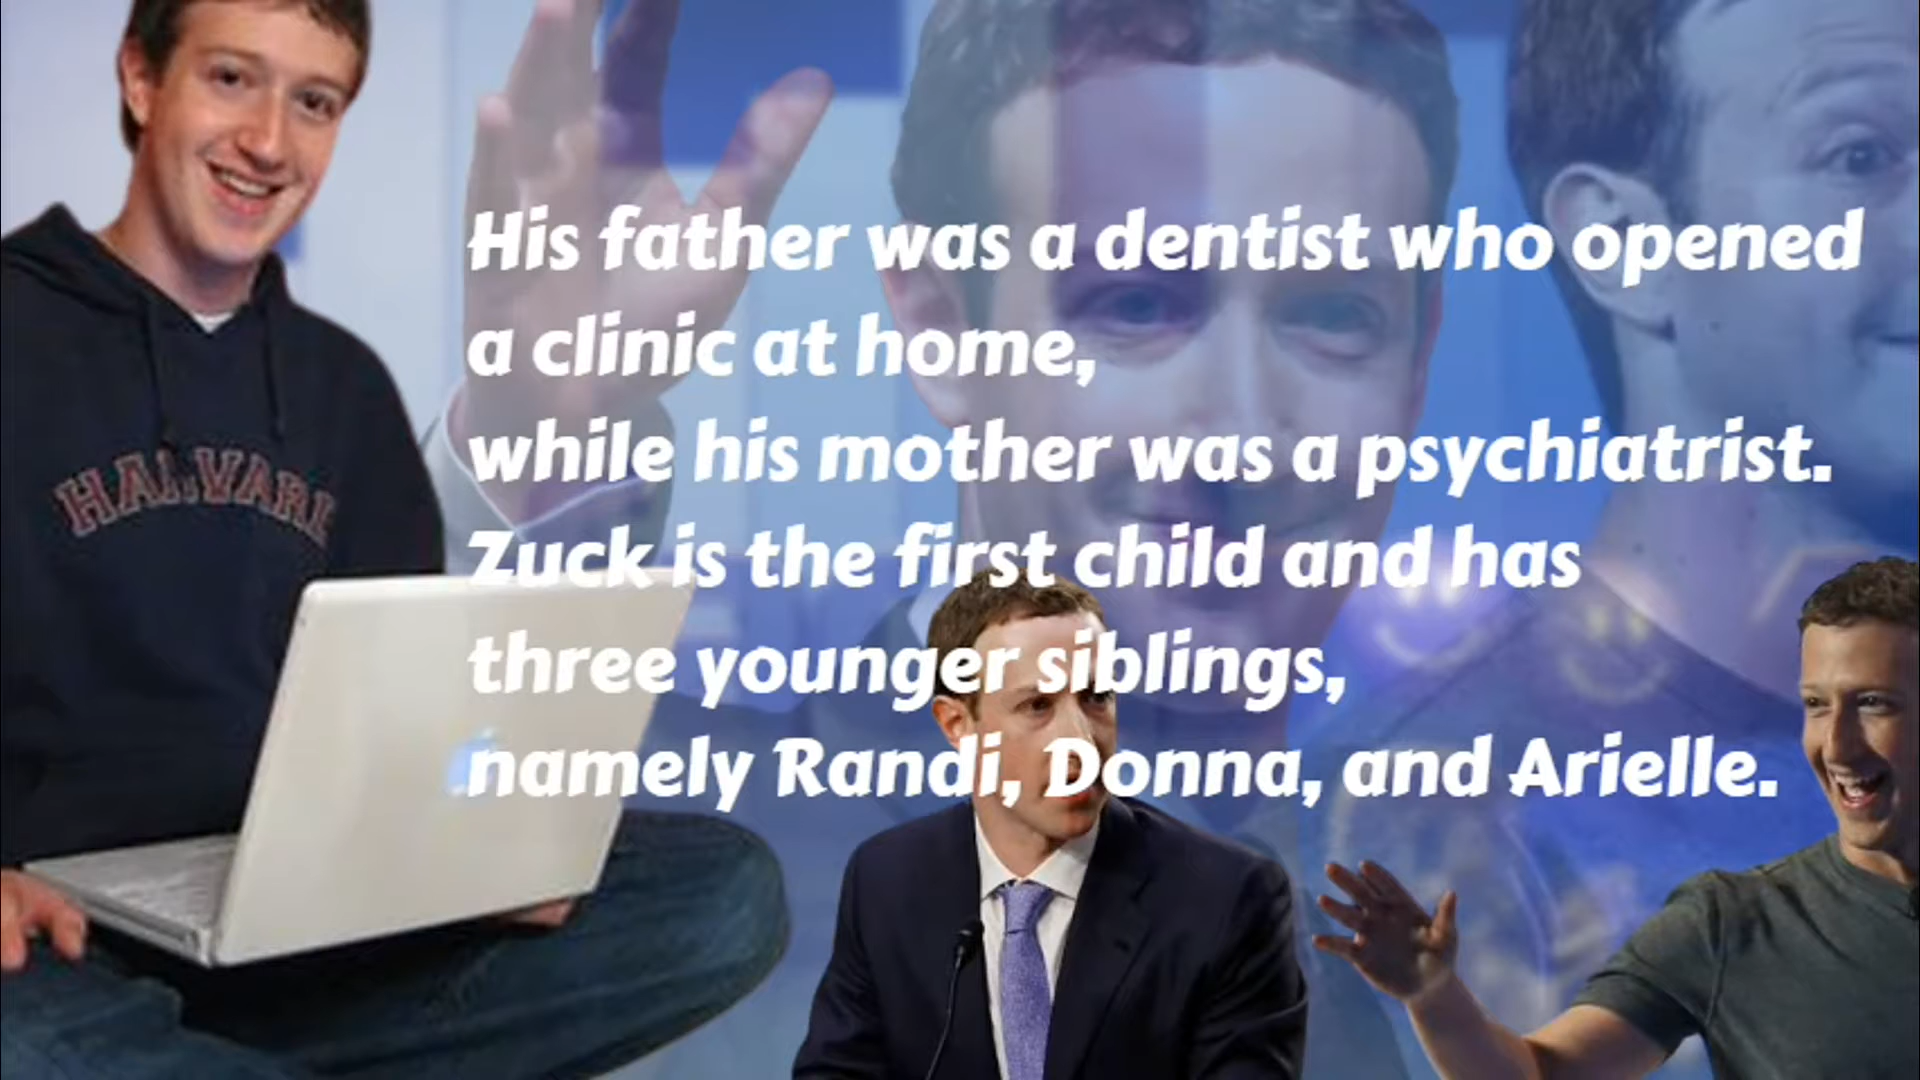 His father was a dentist who opened
a clinic at home,
while his mother was a psychiatrist.
Zuck is the first child and has
three younger siblings,
namely Randi, Donna, and Arielle.
HARVARD